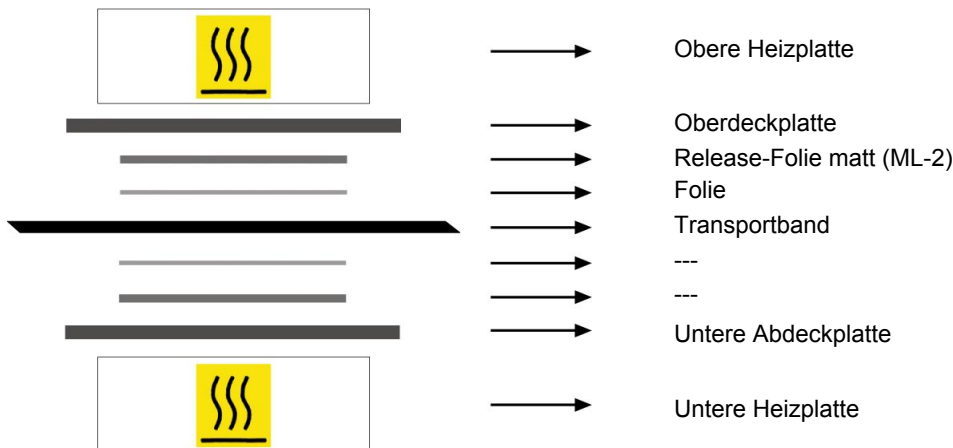 Obere Heizplatte
Oberdeckplatte
Release-Folie matt (ML-2)
Folie
Transportband
---
---
Untere Abdeckplatte
Untere Heizplatte